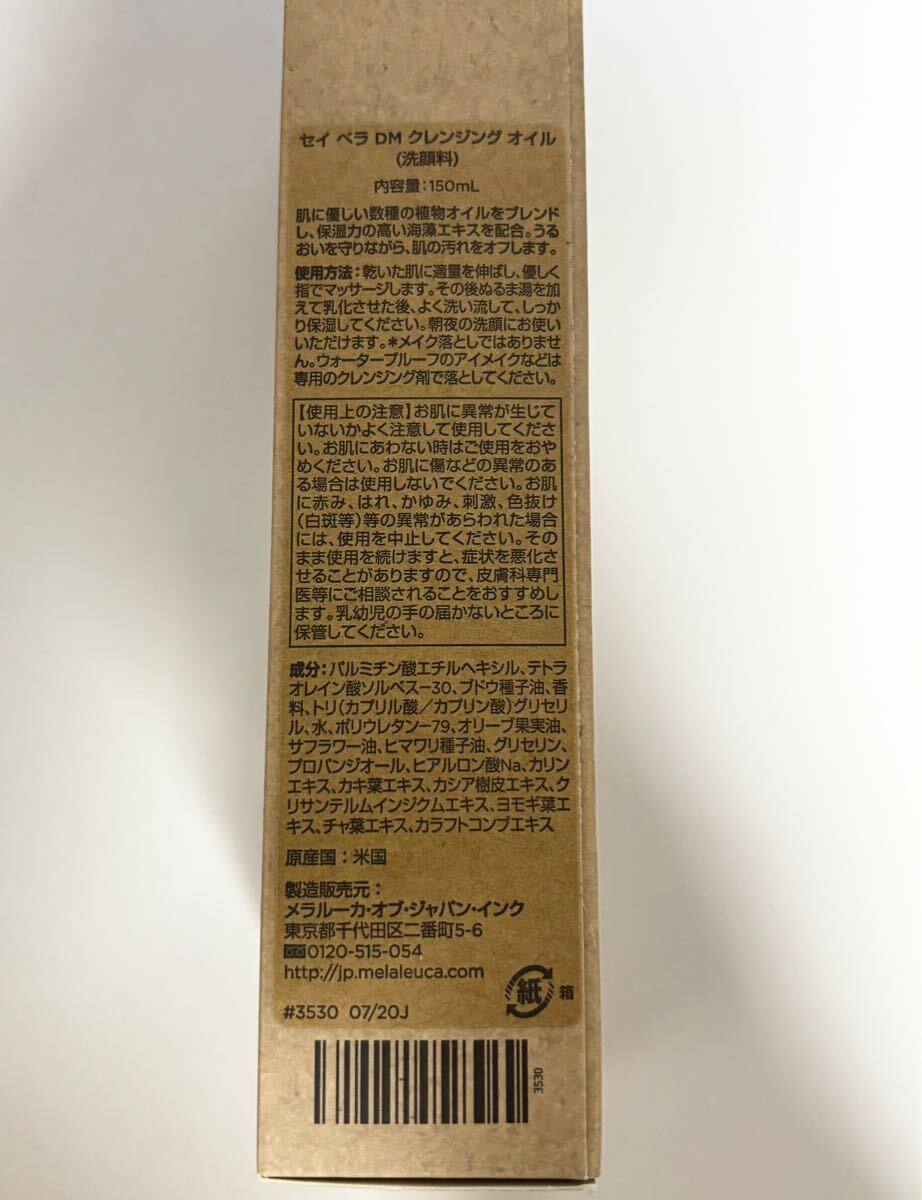 セイ ベラ DM クレンジング オイル
(洗顔料)
内容量:150mL
肌に優しい数種の植物オイルをブレンド
し、保湿力の高い海藻エキスを配合。うる
おいを守りながら、肌の汚れをオフします。
使用方法:乾いた肌に適量を伸ばし、優しく
指でマッサージします。その後ぬるま湯を加
えて乳化させた後、よく洗い流して、しっか
り保湿してください。朝夜の洗顔にお使い
いただけます。*メイク落としではありませ
ん。ウォータープルーフのアイメイクなどは
専用のクレンジング剤で落としてください。
【使用上の注意】お肌に異常が生じて
いないかよく注意して使用してくださ
い。お肌にあわない時はご使用をおや
めください。お肌に傷などの異常のあ
る場合は使用しないでください。お肌
に赤み、はれ、かゆみ、刺激、色抜け
(白斑等)等の異常があらわれた場合
には、使用を中止してください。その
まま使用を続けますと、症状を悪化さ
せることがありますので、皮膚科専門
医等にご相談されることをおすすめし
ます。乳幼児の手の届かないところに
保管してください。
成分:パルミチン酸エチルヘキシル、テトラ
オレイン酸ソルベス-30、ブドウ種子油、香
料、トリ(カプリル酸/カプリン酸)グリセリ
ル、水、ポリウレタン-79、オリーブ果実油、
サフラワー油、ヒマワリ種子油、グリセリン、
プロパンジオール、ヒアルロン酸Na、カリン
エキス、カキ葉エキス、カシア樹皮エキス、ク
リサンテルムインジクムエキス、ヨモギ葉エ
キス、チャ葉エキス、カラフトコンブエキス
原産国:米国
製造販売元:
メラルーカ・オブ・ジャパン・インク
東京都千代田区二番町5-6
0120-515-054
http://jp.melaleuca.com
紙 箱
#3530 07/20J
3530